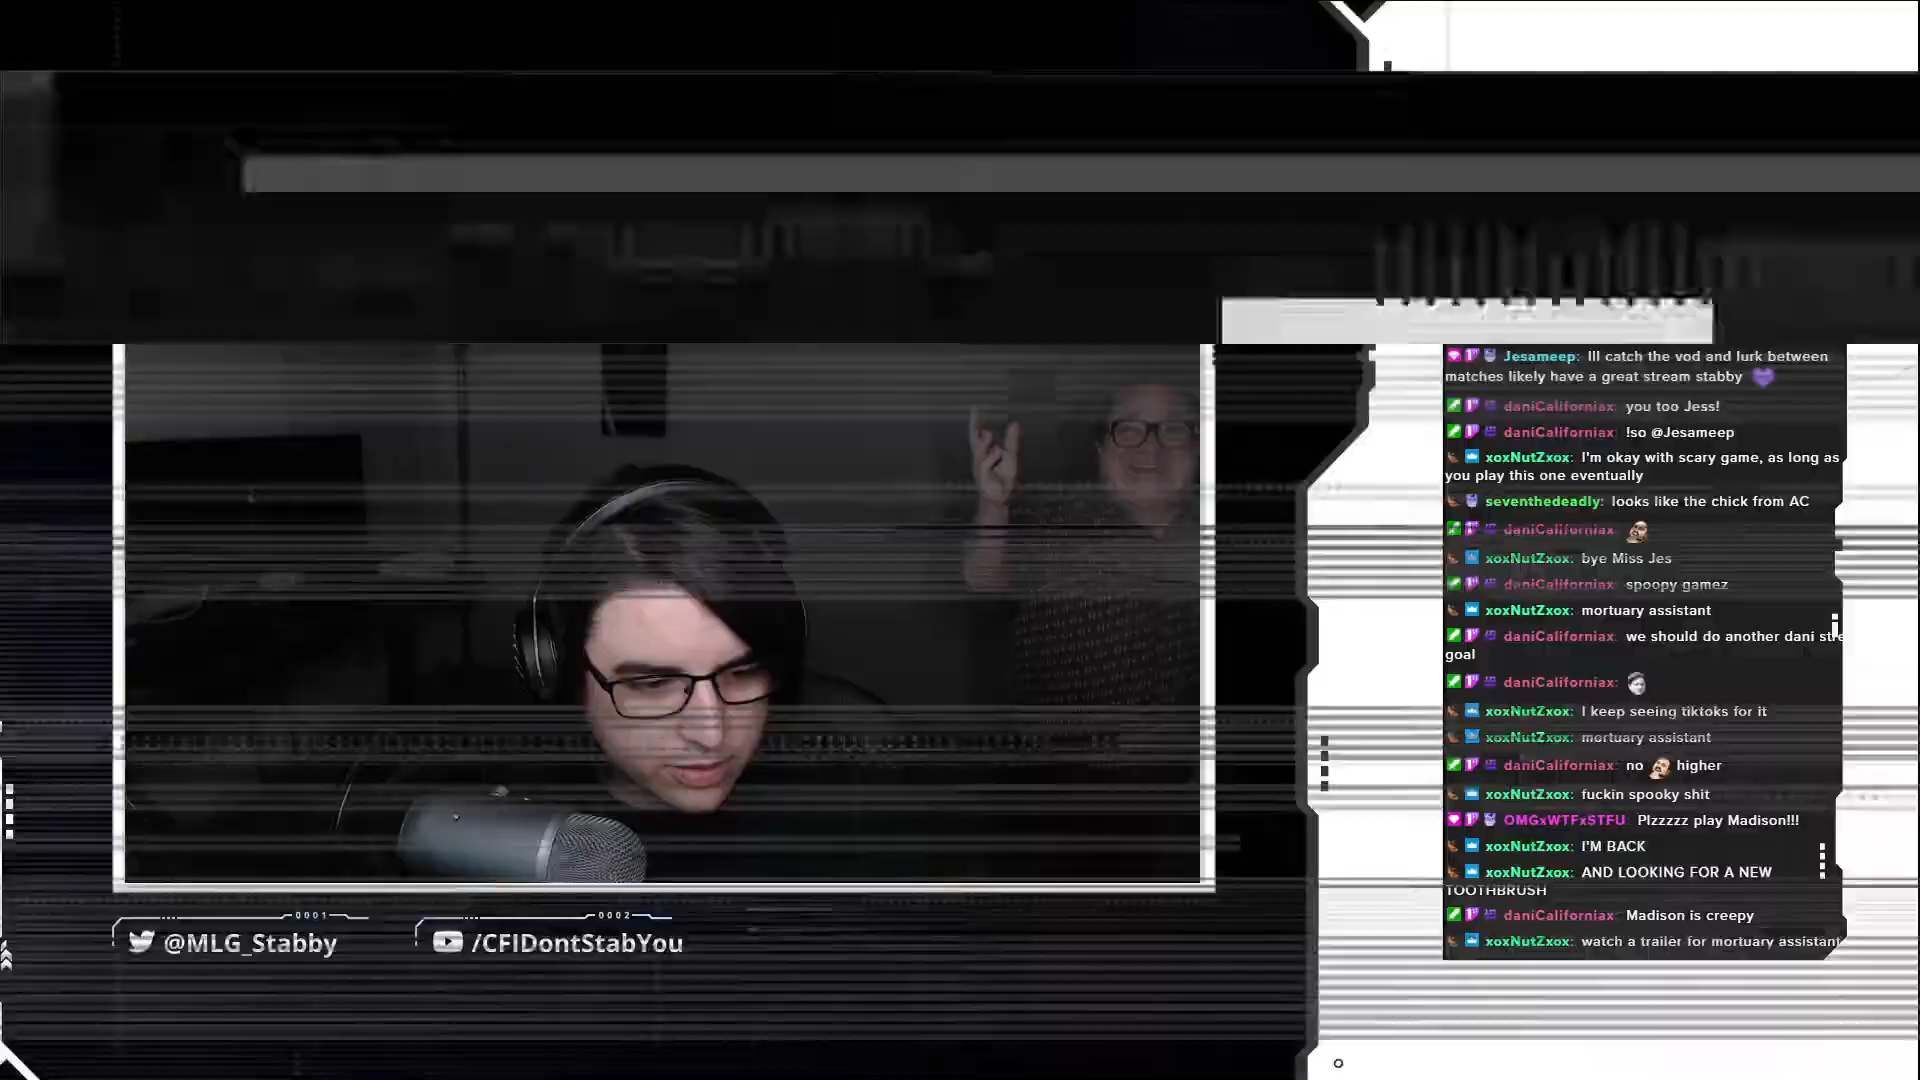 Jesameep: Ill catch the vod and lurk between
matches likely have a great stream stabby
daniCaliforniax: you too Jess!
daniCaliforniax: !so @Jesameep
xoxNutZxox: I'm okay with scary game, as long as
you play this one eventually
seventhedeadly: looks like the chick from AC
daniCaliforniax:
xoxNutZxox: bye Miss Jes
daniCaliforniax: spoopy gamez
xoxNutZxox: mortuary assistant
daniCaliforniax: we should do another dani
goal
daniCaliforniax:
xoxNutZxox: I keep seeing tiktoks for it
xoxNutZxox: mortuary assistant
daniCaliforniax: no higher
xoxNutZxox: fuckin spooky shit
OMGxWTFxSTFU: Plzzzzz play Madison!!!
xoxNutZxox: I'M BACK
xoxNutZxox: AND LOOKING FOR A NEW
TOOTHBRUSH
daniCaliforniax: Madison is creepy
xoxNutZxox: watch a trailer for mortuary assistant
0001
0002
@MLG_Stabby
/CFIDontStabYou